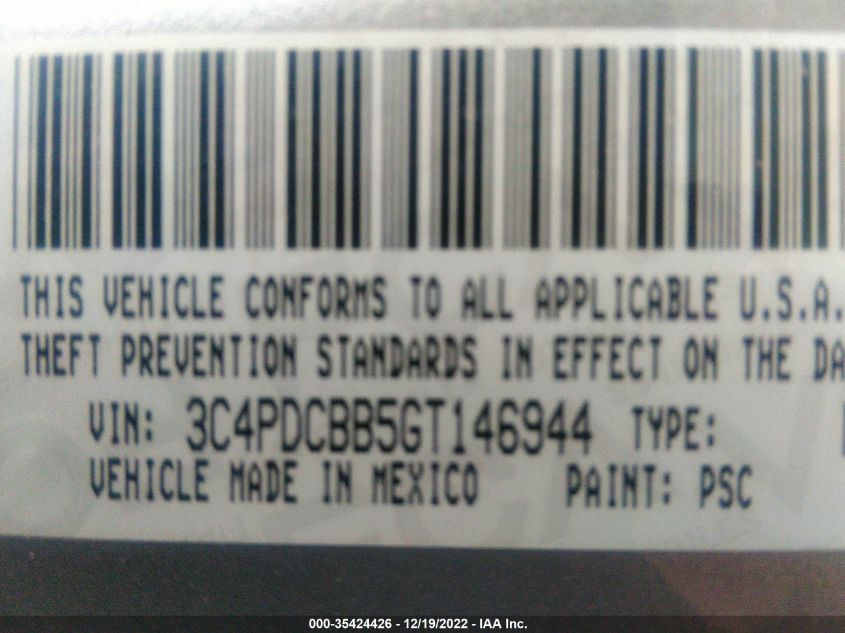 THIS VEHICLE CONFORMS TO ALL APPLICABLE U.S.A.
THEFT PREVENTION STANDARDS IN EFFECT ON THE DA
VIN: 3C4PDCBB5GT146944 TYPE:
VEHICLE MADE IN MEXICO PAINT: PSC
000-35424426 - 12/19/2022 - IAA Inc.